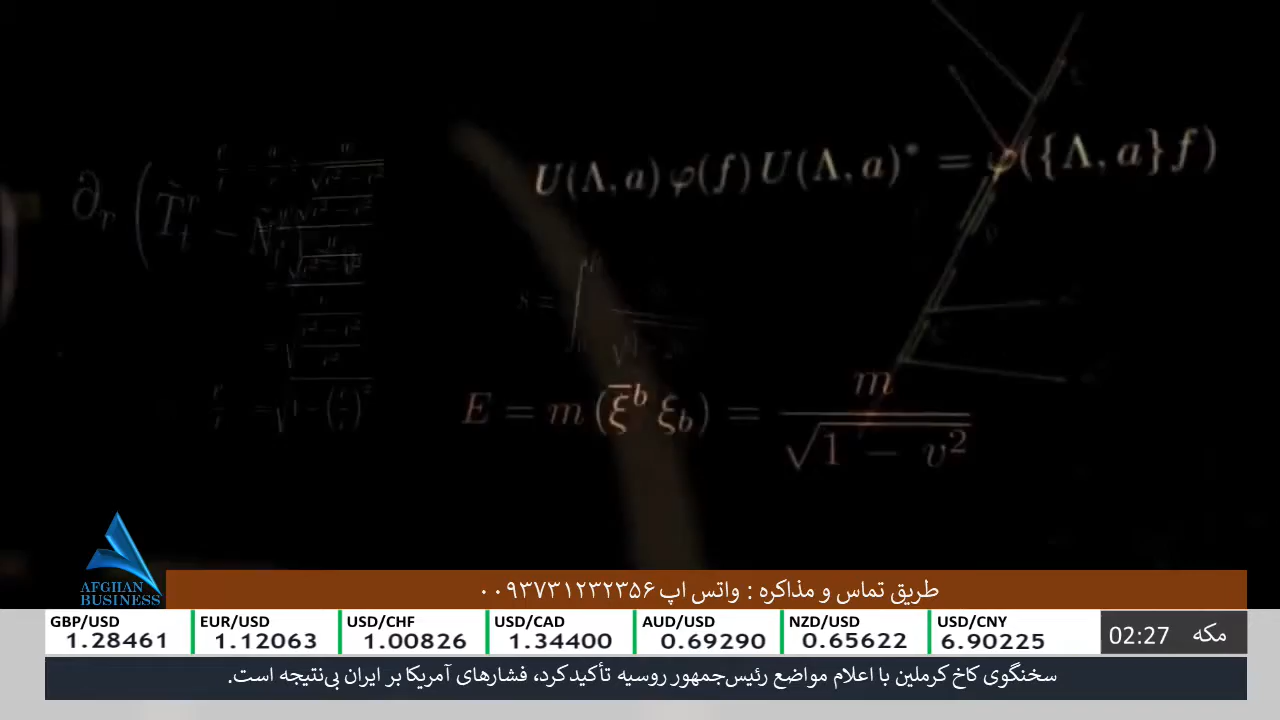 U(Λ, a) φ(f) U(Λ, a)* = φ({Λ, a} f)
E = m (ξ̅ᵇ ξ_b) = m / √(1 − v²)
AFGHAN
BUSINESS
طریق تماس و مذاکره : واتس اپ ۰۰۹۳۷۳۱۲۳۲۳۵۶
GBP/USD EUR/USD USD/CHF USD/CAD AUD/USD NZD/USD USD/CNY
1.28461 1.12063 1.00826 1.34400 0.69290 0.65622 6.90225
مکه 02:27
سخنگوی کاخ کرملین با اعلام مواضع رئیس‌جمهور روسیه تأکید کرد، فشارهای آمریکا بر ایران بی‌نتیجه است.